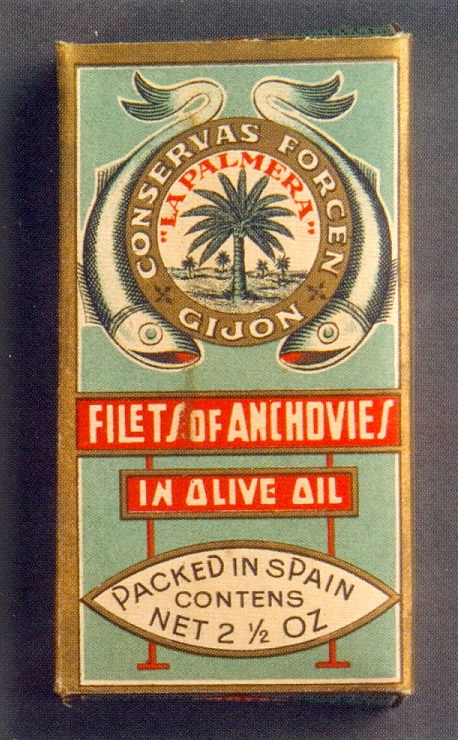 CONSERVAS FORCEN
"LA PALMERA"
GIJON
FILETS OF ANCHOVIES
IN OLIVE OIL
PACKED IN SPAIN
CONTENS
NET 2 ½ OZ